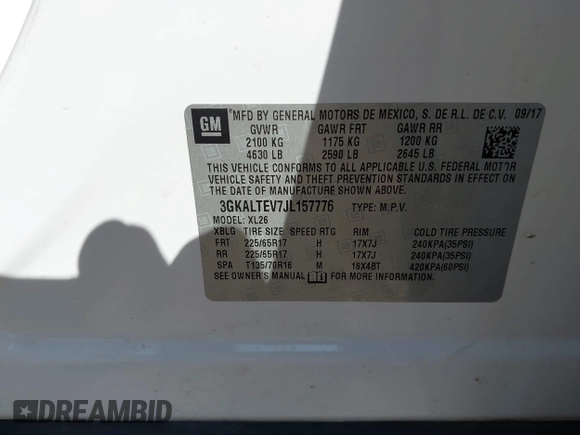 GM
MFD BY GENERAL MOTORS DE MEXICO, S. DE R.L. DE C.V. 09/17
GVWR GAWR FRT GAWR RR
2100 KG 1175 KG 1200 KG
4630 LB 2590 LB 2645 LB
THIS VEHICLE CONFORMS TO ALL APPLICABLE U.S. FEDERAL MOTOR
VEHICLE SAFETY AND THEFT PREVENTION STANDARDS IN EFFECT ON
THE DATE OF MANUFACTURE SHOWN ABOVE.
3GKALTEV7JL157776 TYPE: M.P.V.
MODEL: XL26
XBLG TIRE SIZE SPEED RTG RIM COLD TIRE PRESSURE
FRT 225/65R17 H 17X7J 240KPA(35PSI)
RR 225/65R17 H 17X7J 240KPA(35PSI)
SPA T135/70R16 M 16X4BT 420KPA(60PSI)
SEE OWNER'S MANUAL FOR MORE INFORMATION.
DREAMBID